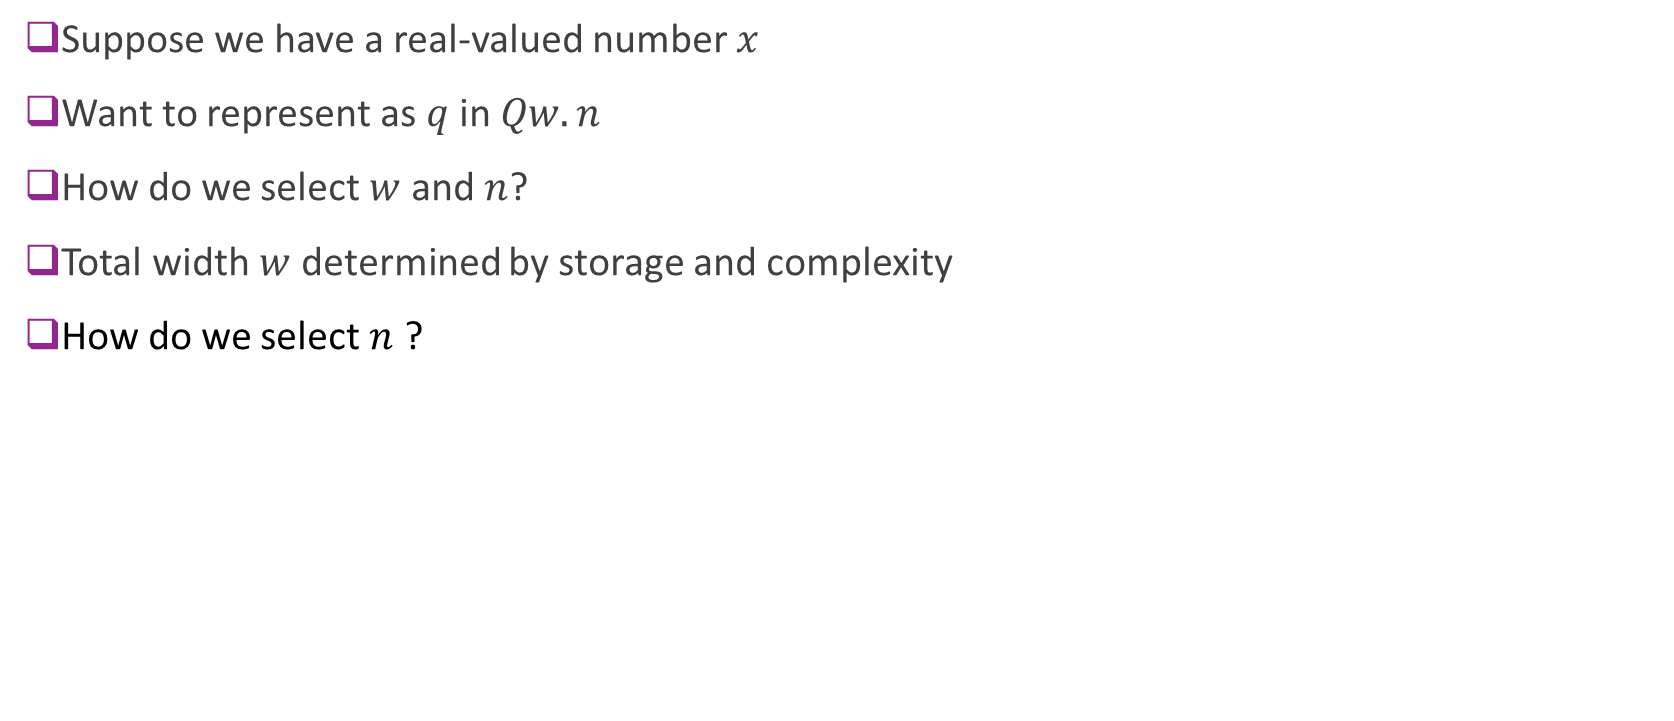 ❑Suppose we have a real-valued number x
❑Want to represent as q in Qw.n
❑How do we select w and n?
❑Total width w determined by storage and complexity
❑How do we select n ?